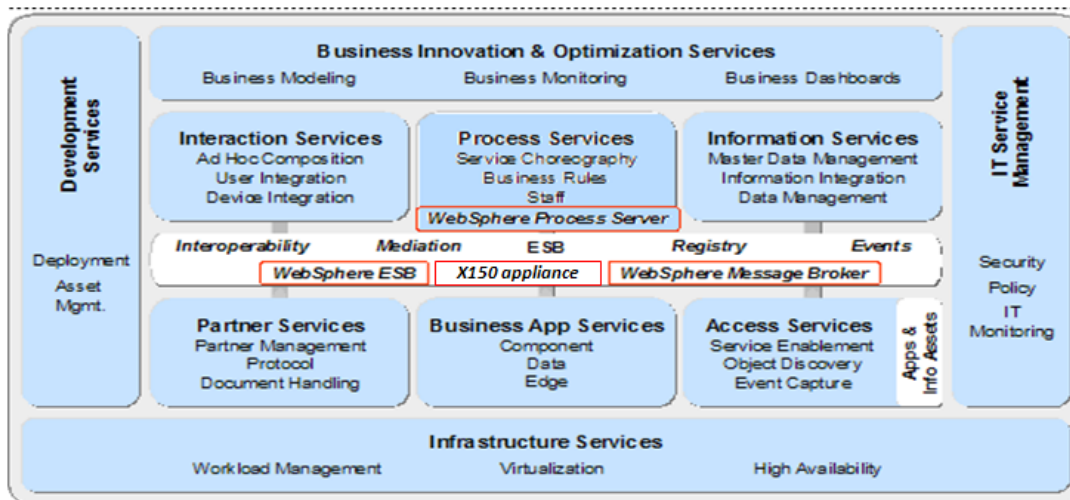 Business Innovation & Optimization Services
Business Modeling Business Monitoring Business Dashboards
Development
Services
Deployment
Asset
Mgmt.
Interaction Services
Ad Hoc Composition
User Integration
Device Integration
Process Services
Service Choreography
Business Rules
Staff
WebSphere Process Server
Information Services
Master Data Management
Information Integration
Data Management
Interoperability Mediation ESB Registry Events
WebSphere ESB X150 appliance WebSphere Message Broker
Partner Services
Partner Management
Protocol
Document Handling
Business App Services
Component
Data
Edge
Access Services
Service Enablement
Object Discovery
Event Capture
Apps &
Info Assets
IT Service
Management
Security
Policy
IT
Monitoring
Infrastructure Services
Workload Management Virtualization High Availability